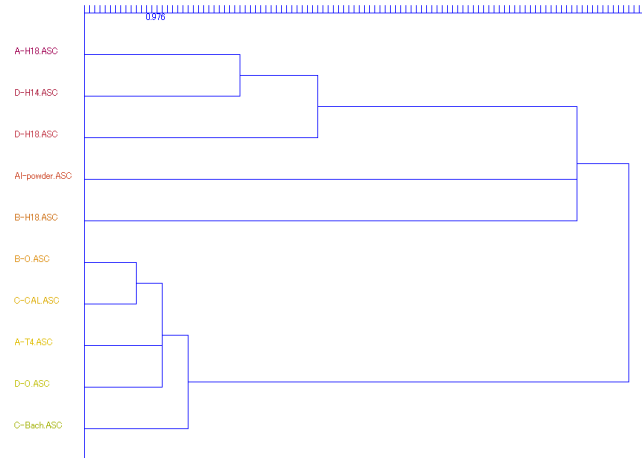 0.976
A-H18.ASC
D-H14.ASC
D-H18.ASC
Al-powder.ASC
B-H18.ASC
B-O.ASC
C-CAL.ASC
A-T4.ASC
D-O.ASC
C-Bach.ASC